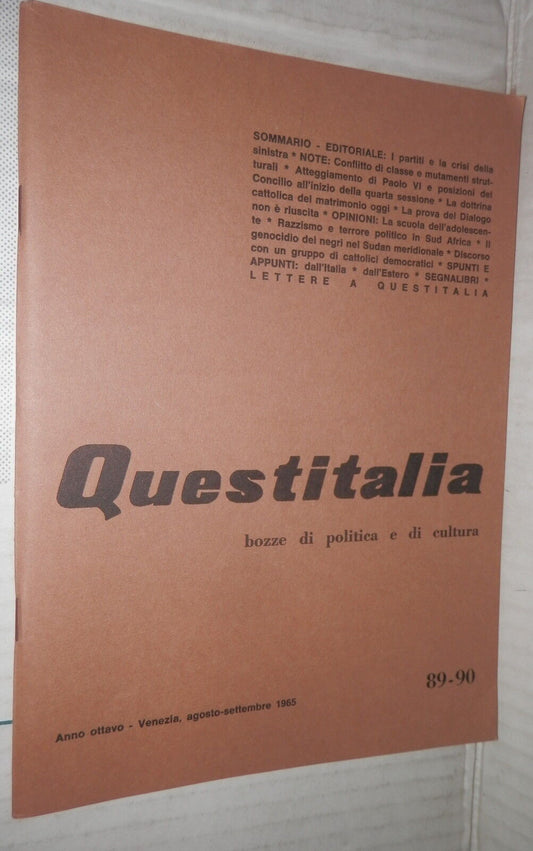 SOMMARIO - EDITORIALE: I partiti e la crisi della
sinistra * NOTE: Conflitto di classe e mutamenti strut-
turali * Atteggiamento di Paolo VI e posizioni del
Concilio all'inizio della quarta sessione * La dottrina
cattolica del matrimonio oggi * La prova del Dialogo
non è riuscita * OPINIONI: La scuola dell'adolescen-
te * Razzismo e terrore politico in Sud Africa * Il
genocidio dei negri nel Sudan meridionale * Discorso
con un gruppo di cattolici democratici * SPUNTI E
APPUNTI: dall'Italia * dall'Estero * SEGNALIBRI *
LETTERE A QUESTITALIA
Questitalia
bozze di politica e di cultura
89-90
Anno ottavo - Venezia, agosto-settembre 1965